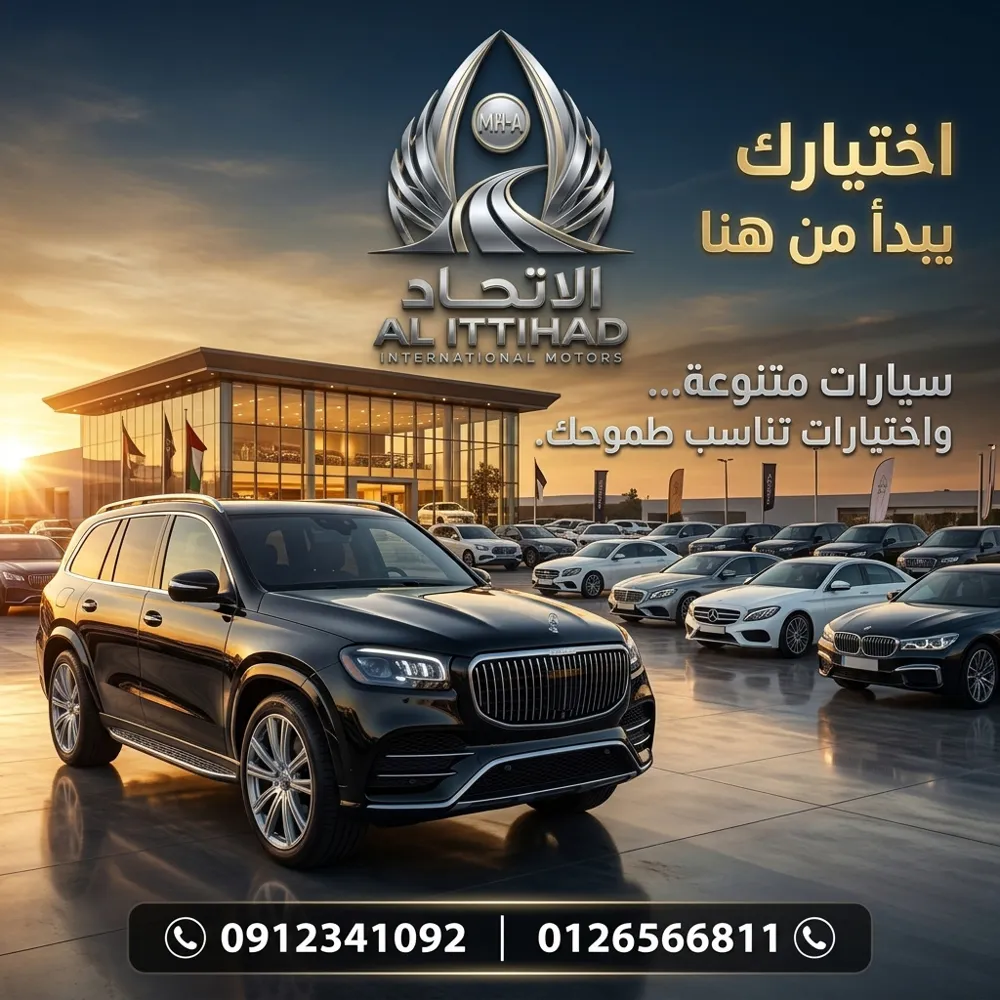 MH-A
الاتحاد
AL ITTIHAD
INTERNATIONAL MOTORS
اختيارك
يبدأ من هنا
سيارات متنوعة...
واختيارات تناسب طموحك.
0912341092 | 0126566811